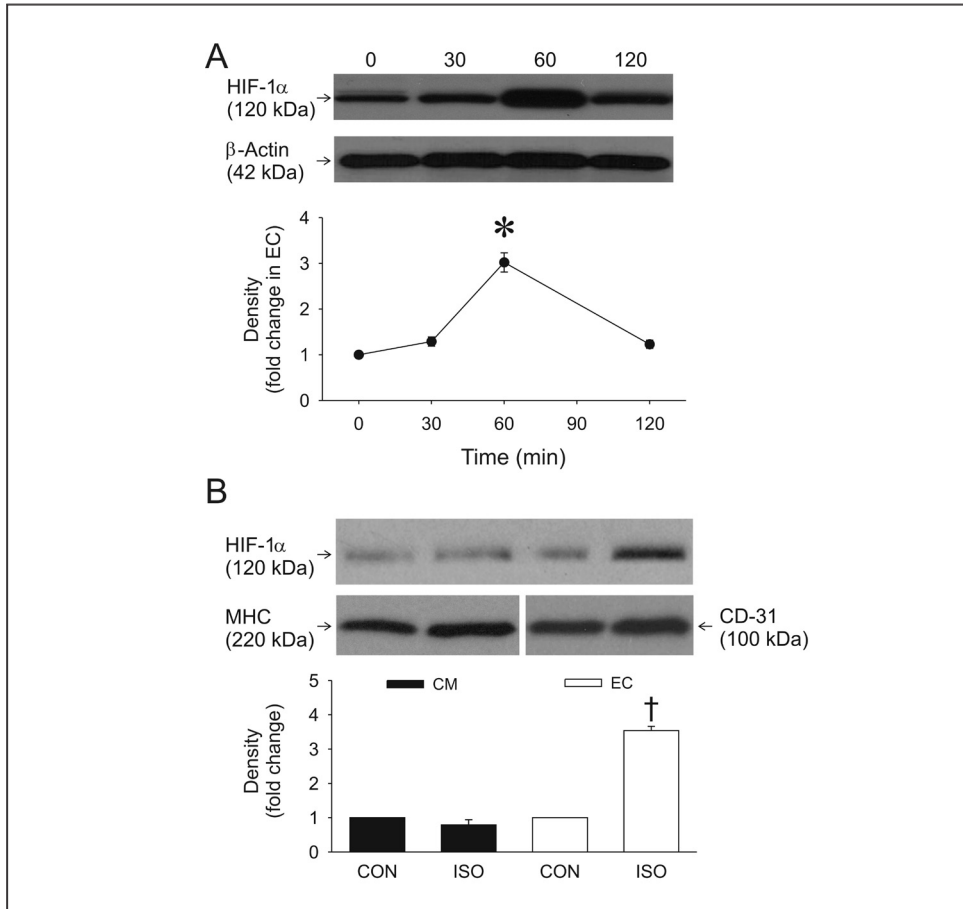 A
0 30 60 120
HIF-1α
(120 kDa)
β-Actin
(42 kDa)
4
3
2
1
0
Density
(fold change in EC)
*
0 30 60 90 120
Time (min)
B
HIF-1α
(120 kDa)
MHC
(220 kDa)
CD-31
(100 kDa)
CM EC
5
4
3
2
1
0
Density
(fold change)
†
CON ISO CON ISO